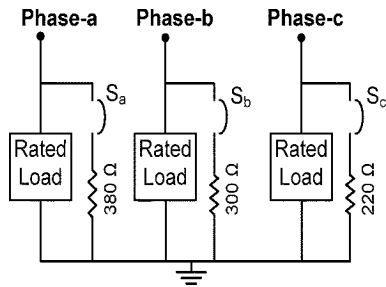 Phase-a Phase-b Phase-c
Sa Sb Sc
Rated Load
Rated Load
Rated Load
380 Ω
300 Ω
220 Ω